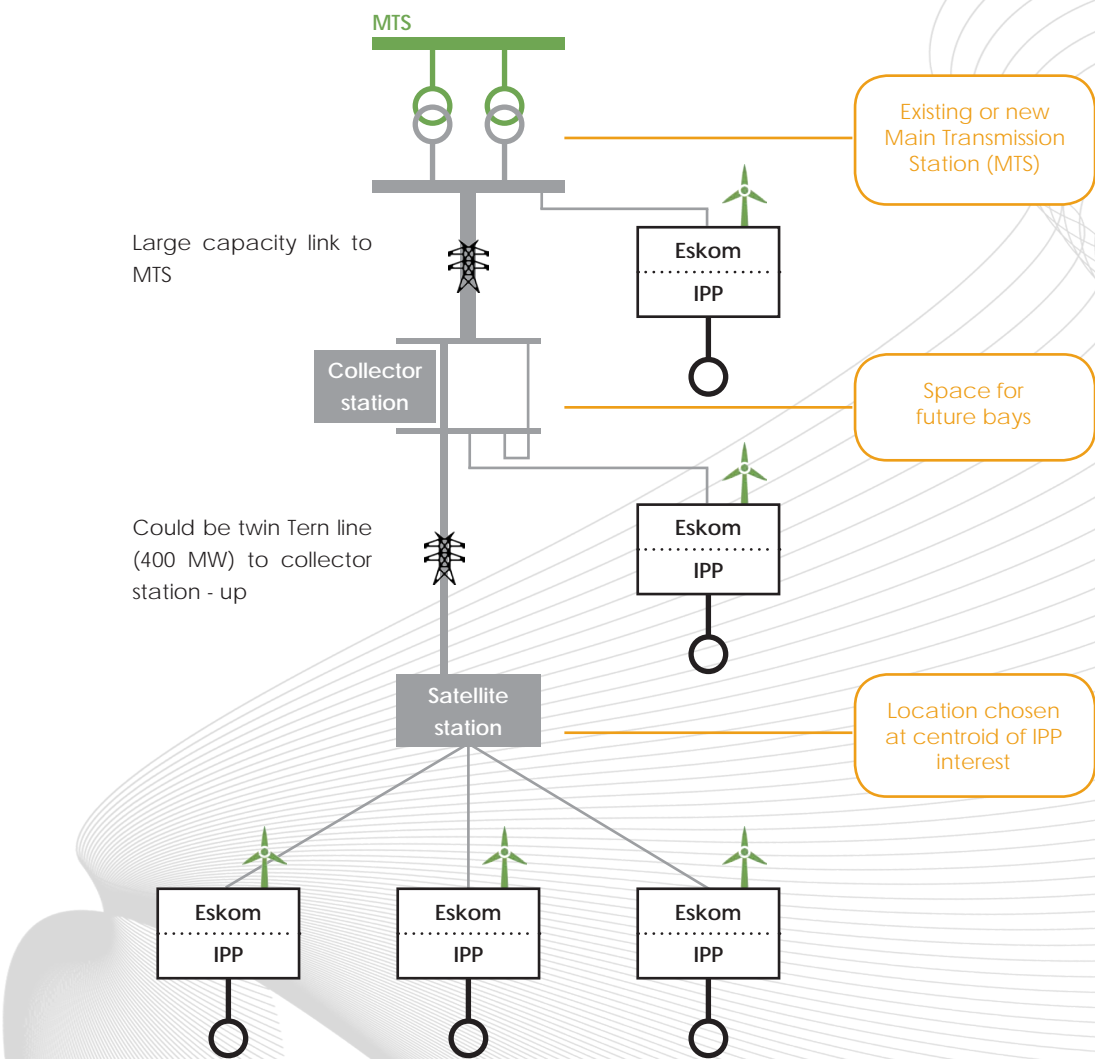 MTS
Existing or new
Main Transmission
Station (MTS)
Large capacity link to
MTS
Eskom
IPP
Collector
station
Space for
future bays
Could be twin Tern line
(400 MW) to collector
station - up
Eskom
IPP
Satellite
station
Location chosen
at centroid of IPP
interest
Eskom
IPP
Eskom
IPP
Eskom
IPP